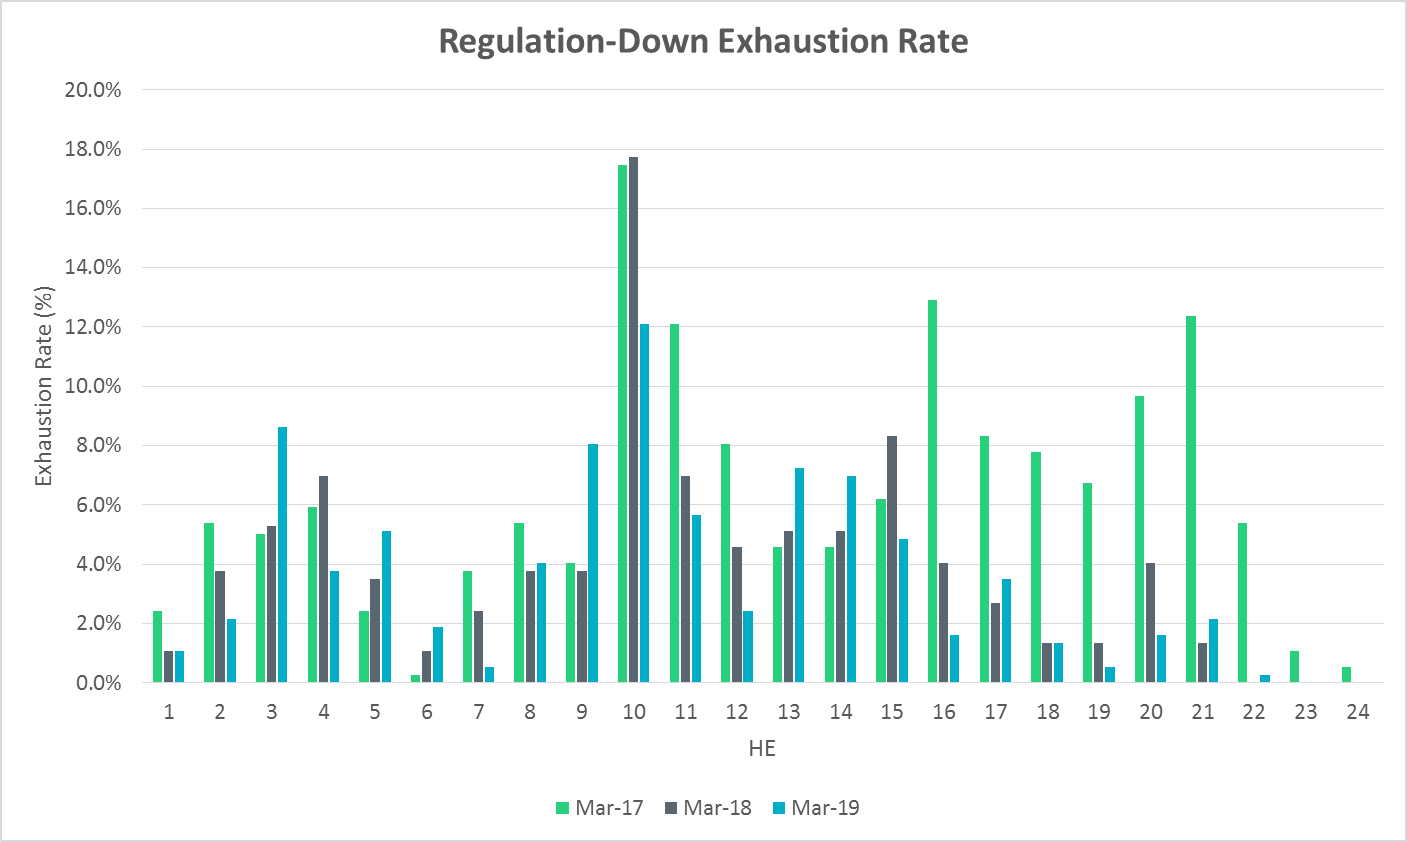 Regulation-Down Exhaustion Rate
20.0%
18.0%
16.0%
14.0%
12.0%
10.0%
8.0%
6.0%
4.0%
2.0%
0.0%
Exhaustion Rate (%)
1 2 3 4 5 6 7 8 9 10 11 12 13 14 15 16 17 18 19 20 21 22 23 24
HE
Mar-17 Mar-18 Mar-19